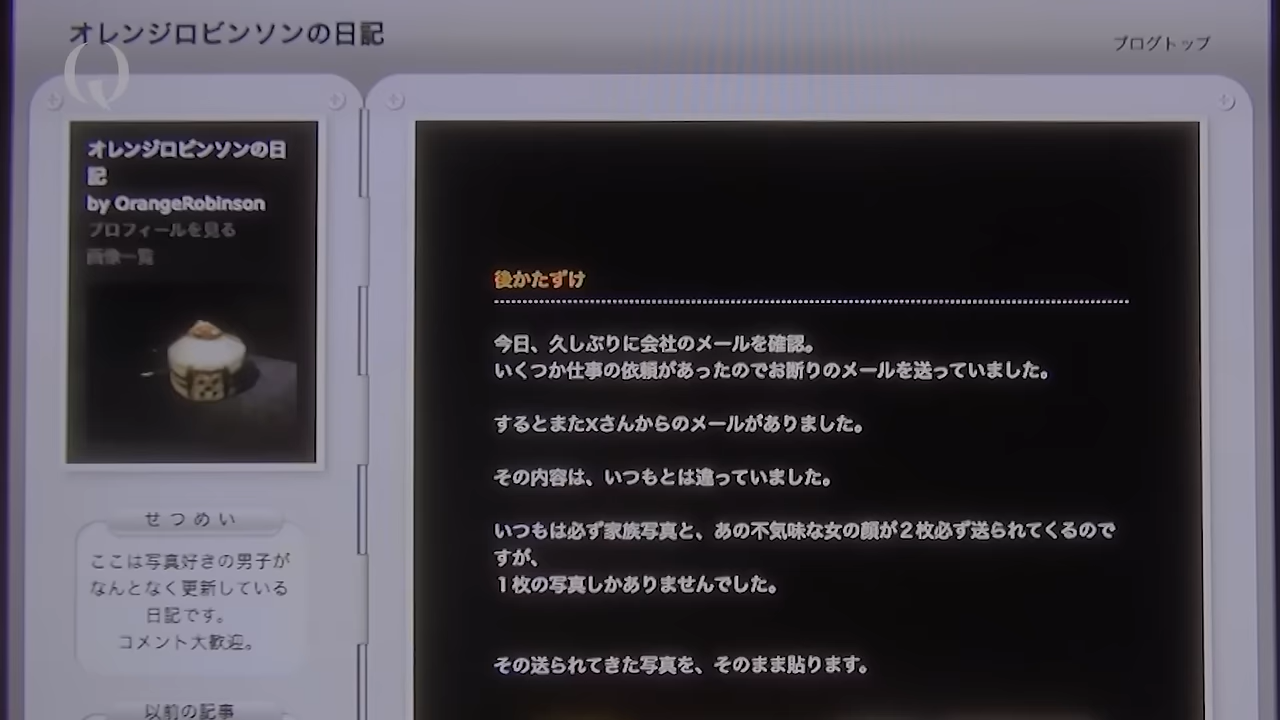 オレンジロビンソンの日記
ブログトップ
Q
オレンジロビンソンの日
記
by OrangeRobinson
プロフィールを見る
画像一覧
せつめい
ここは写真好きの男子が
なんとなく更新している
日記です。
コメント大歓迎。
以前の記事
後かたずけ
今日、久しぶりに会社のメールを確認。
いくつか仕事の依頼があったのでお断りのメールを送っていました。
するとまたXさんからのメールがありました。
その内容は、いつもとは違っていました。
いつもは必ず家族写真と、あの不気味な女の顔が２枚必ず送られてくるので
すが、
１枚の写真しかありませんでした。
その送られてきた写真を、そのまま貼ります。